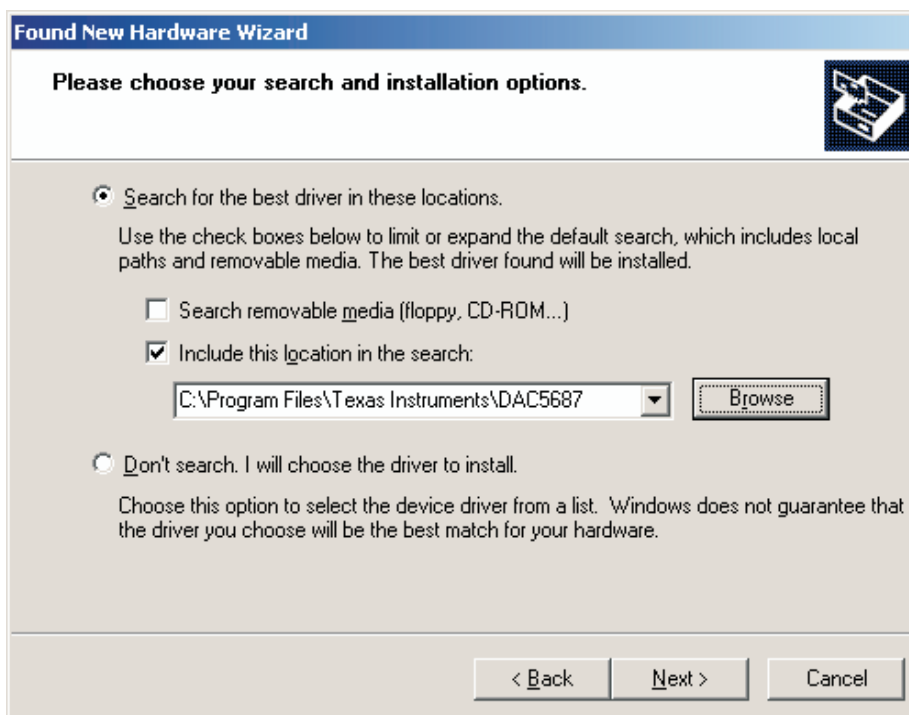 Found New Hardware Wizard
Please choose your search and installation options.
Search for the best driver in these locations.
Use the check boxes below to limit or expand the default search, which includes local
paths and removable media. The best driver found will be installed.
Search removable media (floppy, CD-ROM...)
Include this location in the search:
C:\Program Files\Texas Instruments\DAC5687
Browse
Don't search. I will choose the driver to install.
Choose this option to select the device driver from a list. Windows does not guarantee that
the driver you choose will be the best match for your hardware.
< Back
Next >
Cancel